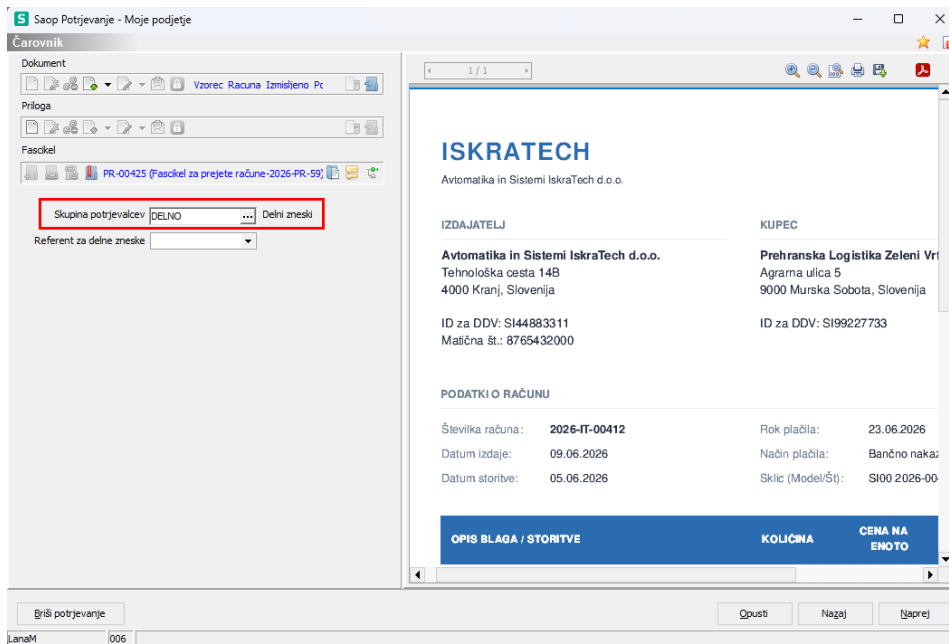 Saop Potrjevanje - Moje podjetje
Čarovnik
Dokument
Vzorec Racuna Izmisljeno Pc
Priloga
Fascikel
PR-00425 (Fascikel za prejete račune-2026-PR-59)
Skupina potrjevalcev DELNO ... Delni zneski
Referent za delne zneske
1/1
ISKRATECH
Avtomatika in Sistemi IskraTech d.o.o.
IZDAJATELJ
Avtomatika in Sistemi IskraTech d.o.o.
Tehnološka cesta 14B
4000 Kranj, Slovenija
ID za DDV: SI44883311
Matična št.: 8765432000
KUPEC
Prehranska Logistika Zeleni Vrt
Agrarna ulica 5
9000 Murska Sobota, Slovenija
ID za DDV: SI99227733
PODATKI O RAČUNU
Številka računa: 2026-IT-00412
Datum izdaje: 09.06.2026
Datum storitve: 05.06.2026
Rok plačila: 23.06.2026
Način plačila: Bančno nakaz
Sklic (Model/Št): SI00 2026-00
OPIS BLAGA / STORITVE KOLIČINA CENA NA
ENOTO
Briši potrjevanje
Opusti Nazaj Naprej
LanaM 006